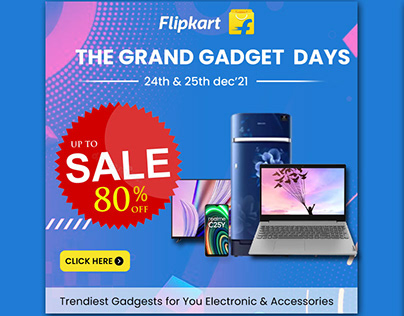 Flipkart
THE GRAND GADGET DAYS
24th & 25th dec'21
UP TO
SALE
80% OFF
realme
C25Y
CLICK HERE
Trendiest Gadgests for You Electronic & Accessories